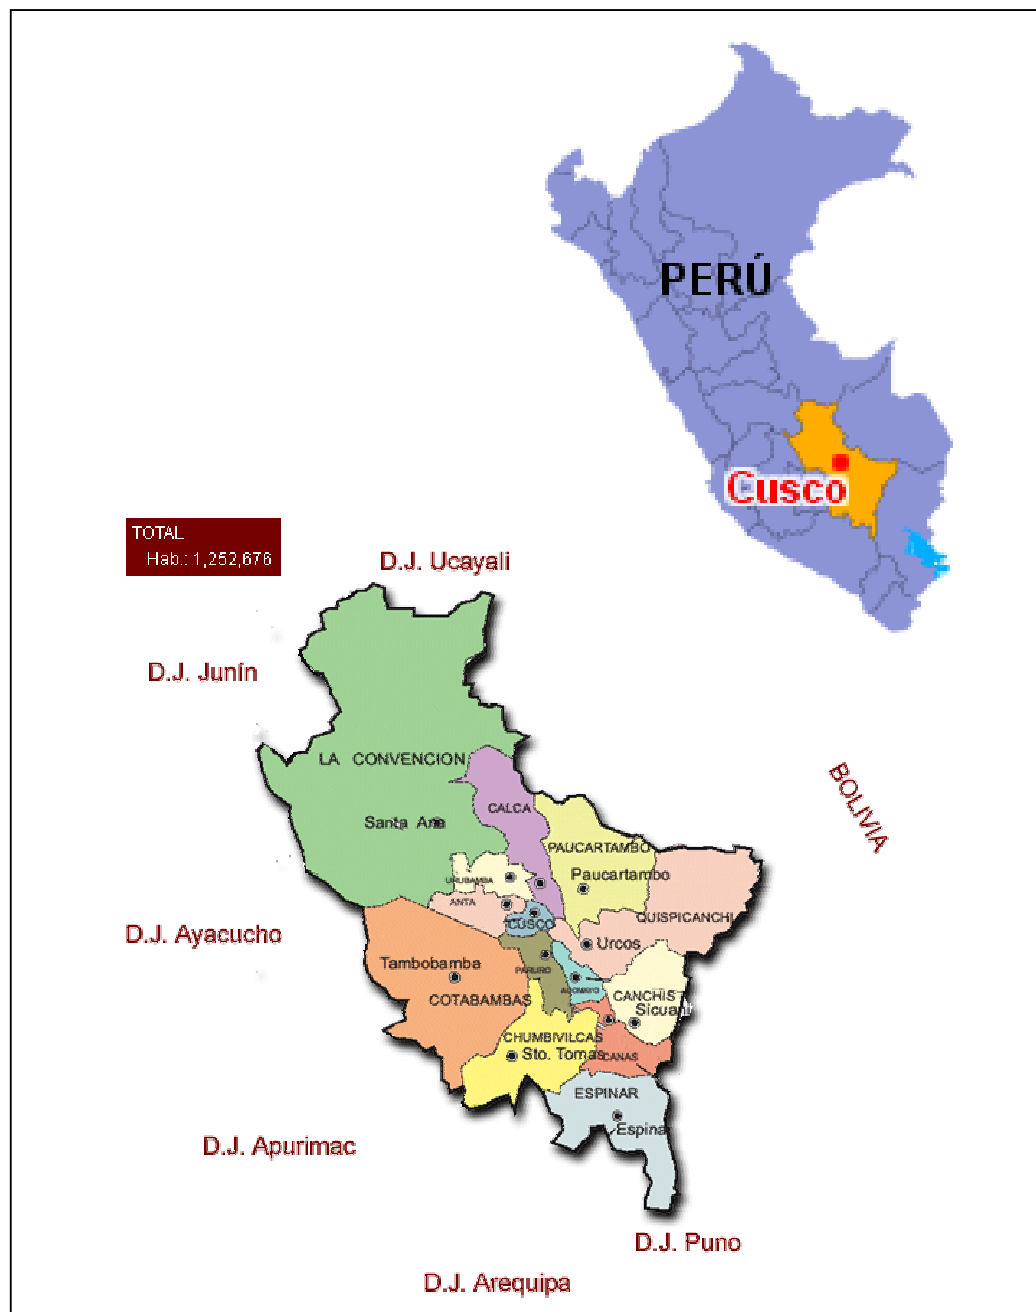 PERÚ
Cusco
TOTAL
Hab.: 1,252,676
D.J. Ucayali
D.J. Junín
LA CONVENCION
BOLIVIA
CALCA
Santa Ana
PAUCARTAMBO
Paucartambo
URUBAMBA
ANTA
QUISPICANCHI
CUSCO
D.J. Ayacucho
Urcos
Tambobamba
PARURO
ACOMAYO
COTABAMBAS
CANCHIS
Sicuani
CHUMBIVILCAS
Sto. Tomas
CANAS
ESPINAR
Espinar
D.J. Apurimac
D.J. Puno
D.J. Arequipa